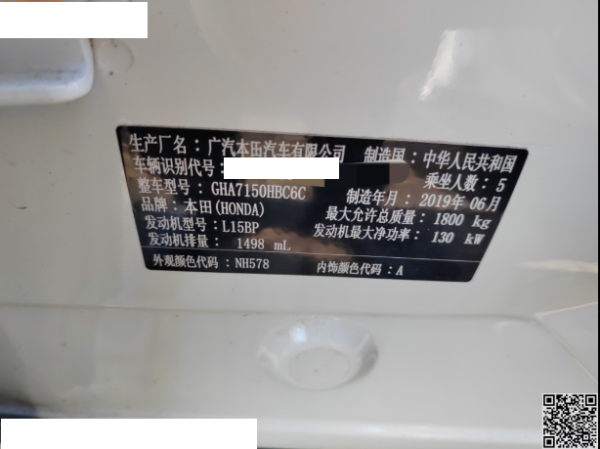 生产厂名：广汽本田汽车有限公司 制造国：中华人民共和国
车辆识别代号： 乘坐人数：5
整车型号：GHA7150HBC6C 制造年月：2019年06月
品牌：本田(HONDA) 最大允许总质量：1800 kg
发动机型号：L15BP 发动机最大净功率：130 kW
发动机排量：1498 mL
外观颜色代码：NH578 内饰颜色代码：A